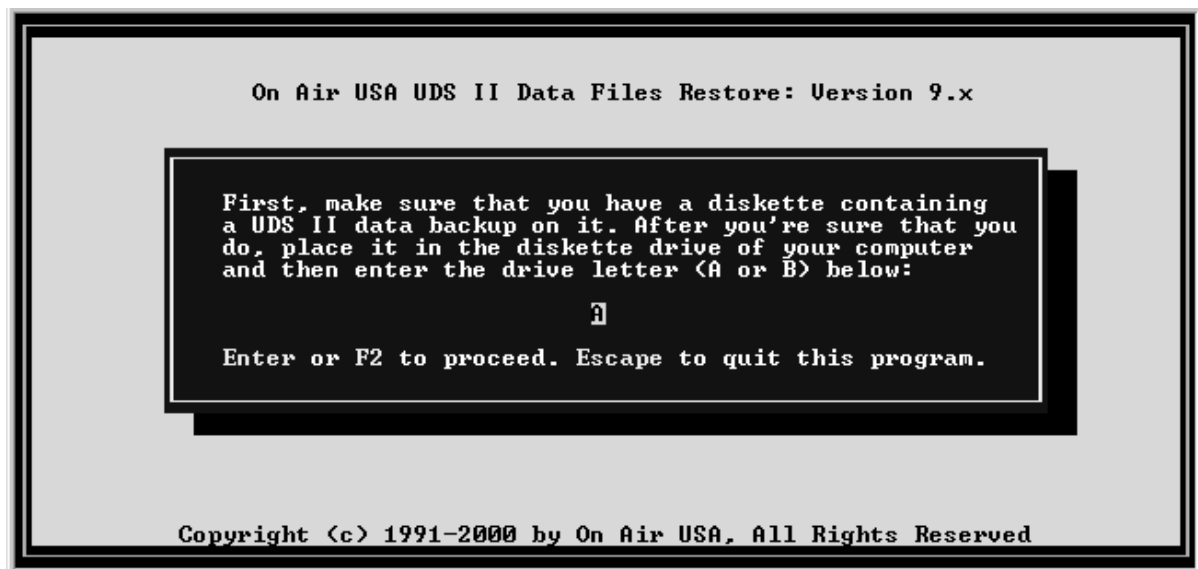 On Air USA UDS II Data Files Restore: Version 9.x
First, make sure that you have a diskette containing
a UDS II data backup on it. After you're sure that you
do, place it in the diskette drive of your computer
and then enter the drive letter (A or B) below:
A
Enter or F2 to proceed. Escape to quit this program.
Copyright (c) 1991-2000 by On Air USA, All Rights Reserved